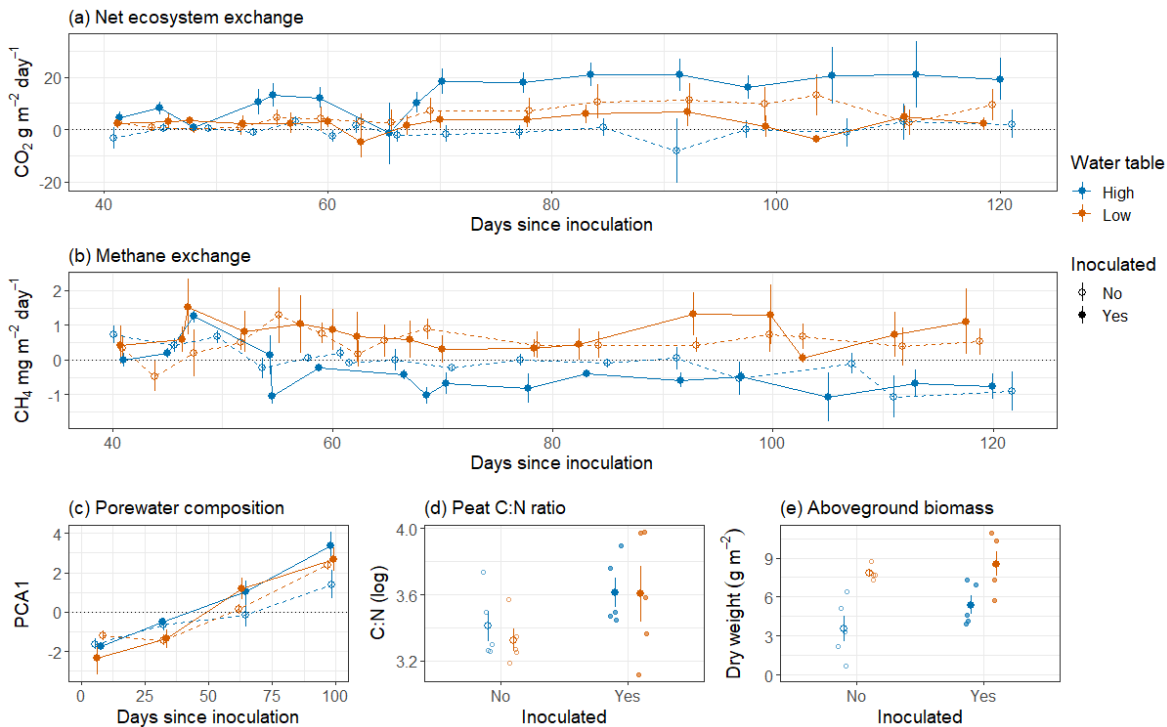 (a) Net ecosystem exchange
CO₂ g m⁻² day⁻¹
20
0
-20
40
60
80
100
120
Days since inoculation
(b) Methane exchange
CH₄ mg m⁻² day⁻¹
2
1
0
-1
40
60
80
100
120
Days since inoculation
Water table
High
Low
Inoculated
No
Yes
(c) Porewater composition
PCA1
4
2
0
-2
0
25
50
75
100
Days since inoculation
(d) Peat C:N ratio
C:N (log)
4.0
3.6
3.2
No
Yes
Inoculated
(e) Aboveground biomass
Dry weight (g m⁻²)
9
6
3
0
No
Yes
Inoculated